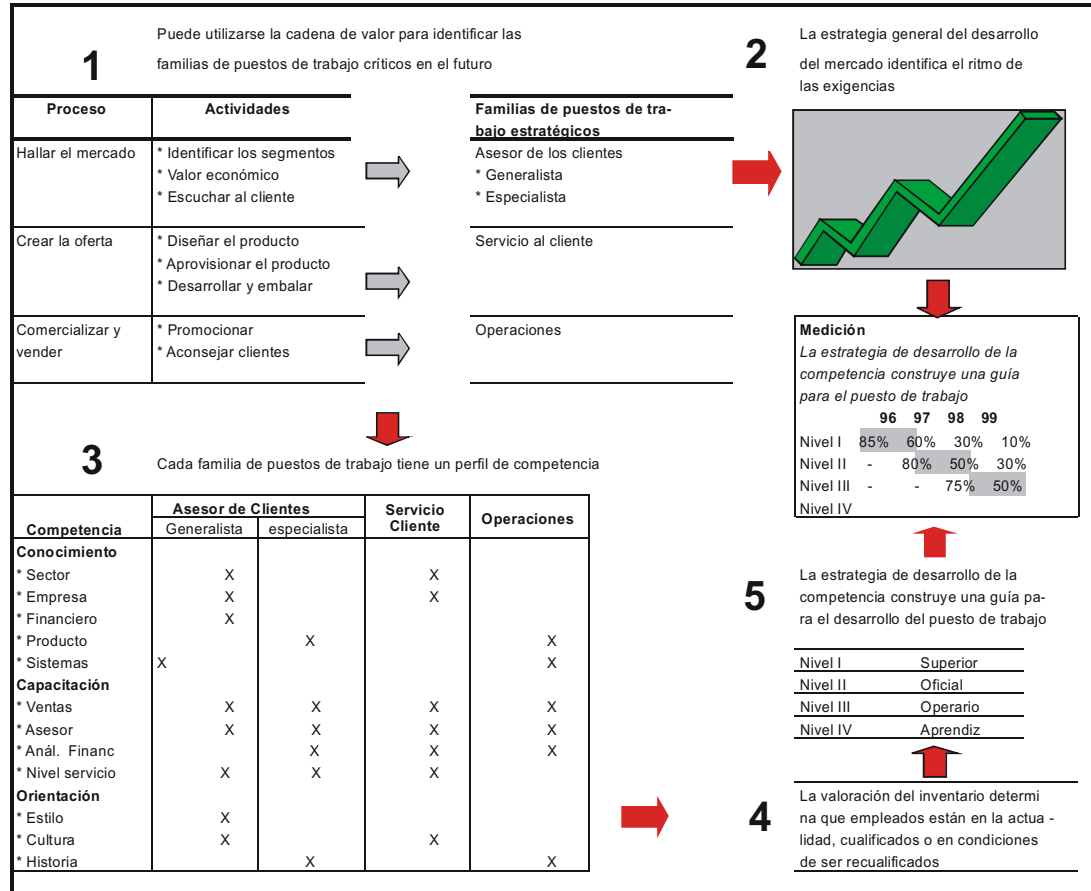 1
Puede utilizarse la cadena de valor para identificar las
familias de puestos de trabajo críticos en el futuro
Proceso Actividades Familias de puestos de tra-
bajo estratégicos
Hallar el mercado * Identificar los segmentos Asesor de los clientes
* Valor económico * Generalista
* Escuchar al cliente * Especialista
Crear la oferta * Diseñar el producto Servicio al cliente
* Aprovisionar el producto
* Desarrollar y embalar
Comercializar y * Promocionar Operaciones
vender * Aconsejar clientes
2
La estrategia general del desarrollo
del mercado identifica el ritmo de
las exigencias
Medición
La estrategia de desarrollo de la
competencia construye una guía
para el puesto de trabajo
96 97 98 99
Nivel I 85% 60% 30% 10%
Nivel II - 80% 50% 30%
Nivel III - - 75% 50%
Nivel IV
3
Cada familia de puestos de trabajo tiene un perfil de competencia
Asesor de Clientes Servicio
Competencia Generalista especialista Cliente Operaciones
Conocimiento
* Sector X X
* Empresa X X
* Financiero X
* Producto X X
* Sistemas X X
Capacitación
* Ventas X X X X
* Asesor X X X X
* Anál. Financ X X X
* Nivel servicio X X X
Orientación
* Estilo X
* Cultura X X
* Historia X X
5
La estrategia de desarrollo de la
competencia construye una guía pa-
ra el desarrollo del puesto de trabajo
Nivel I Superior
Nivel II Oficial
Nivel III Operario
Nivel IV Aprendiz
4
La valoración del inventario determi
na que empleados están en la actua -
lidad, cualificados o en condiciones
de ser recualificados